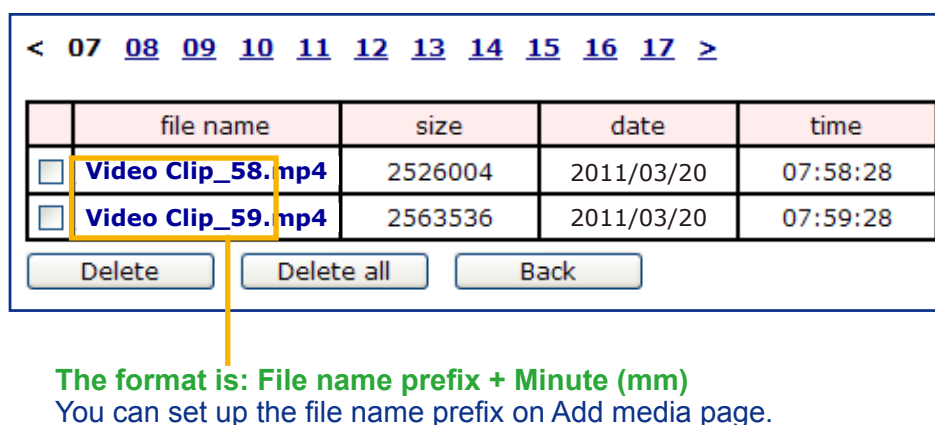 < 07 08 09 10 11 12 13 14 15 16 17 >
file name size date time
Video Clip_58.mp4 2526004 2011/03/20 07:58:28
Video Clip_59.mp4 2563536 2011/03/20 07:59:28
Delete Delete all Back
The format is: File name prefix + Minute (mm)
You can set up the file name prefix on Add media page.